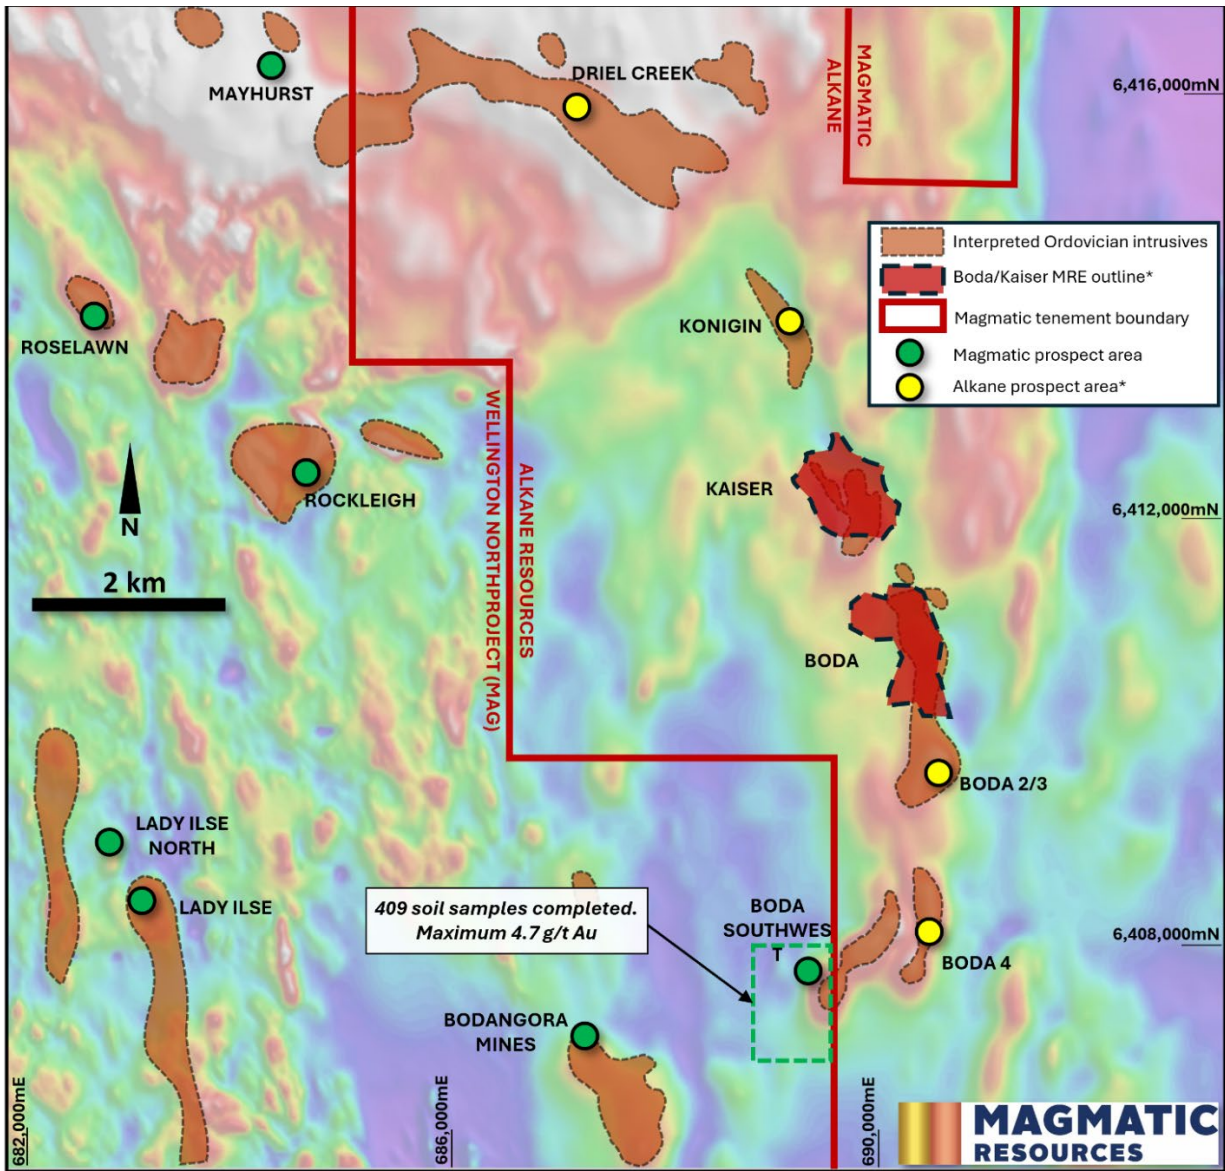 MAYHURST
DRIEL CREEK
MAGMATIC
ALKANE
6,416,000mN
Interpreted Ordovician intrusives
Boda/Kaiser MRE outline*
Magmatic tenement boundary
Magmatic prospect area
Alkane prospect area*
ROSELAWN
KONIGIN
ROCKLEIGH
WELLINGTON NORTHPROJECT (MAG)
ALKANE RESOURCES
KAISER
6,412,000mN
N
2 km
BODA
BODA 2/3
LADY ILSE
NORTH
LADY ILSE
409 soil samples completed.
Maximum 4.7 g/t Au
BODA
SOUTHWES
T
BODA 4
6,408,000mN
BODANGORA
MINES
682,000mE
686,000mE
690,000mE
MAGMATIC
RESOURCES